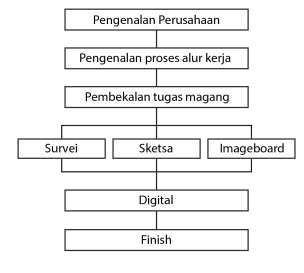 Pengenalan Perusahaan
Pengenalan proses alur kerja
Pembekalan tugas magang
Survei
Sketsa
Imageboard
Digital
Finish